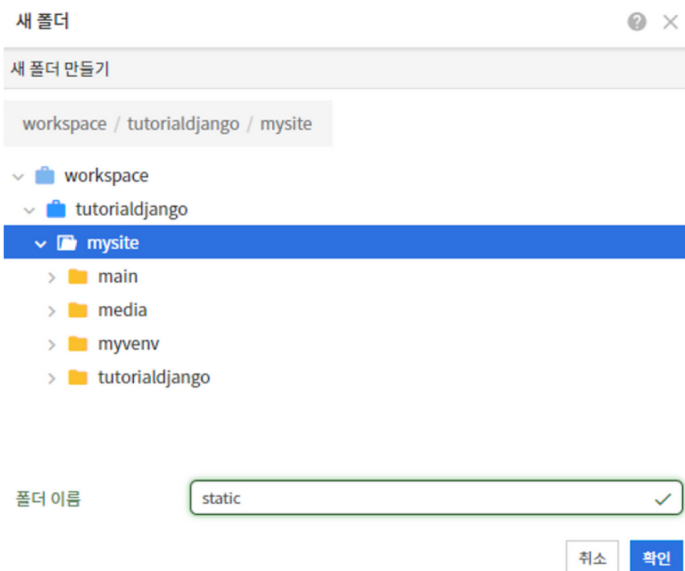 새 폴더
새 폴더 만들기
workspace / tutorialdjango / mysite
workspace
tutorialdjango
mysite
main
media
myvenv
tutorialdjango
폴더 이름 static
취소 확인